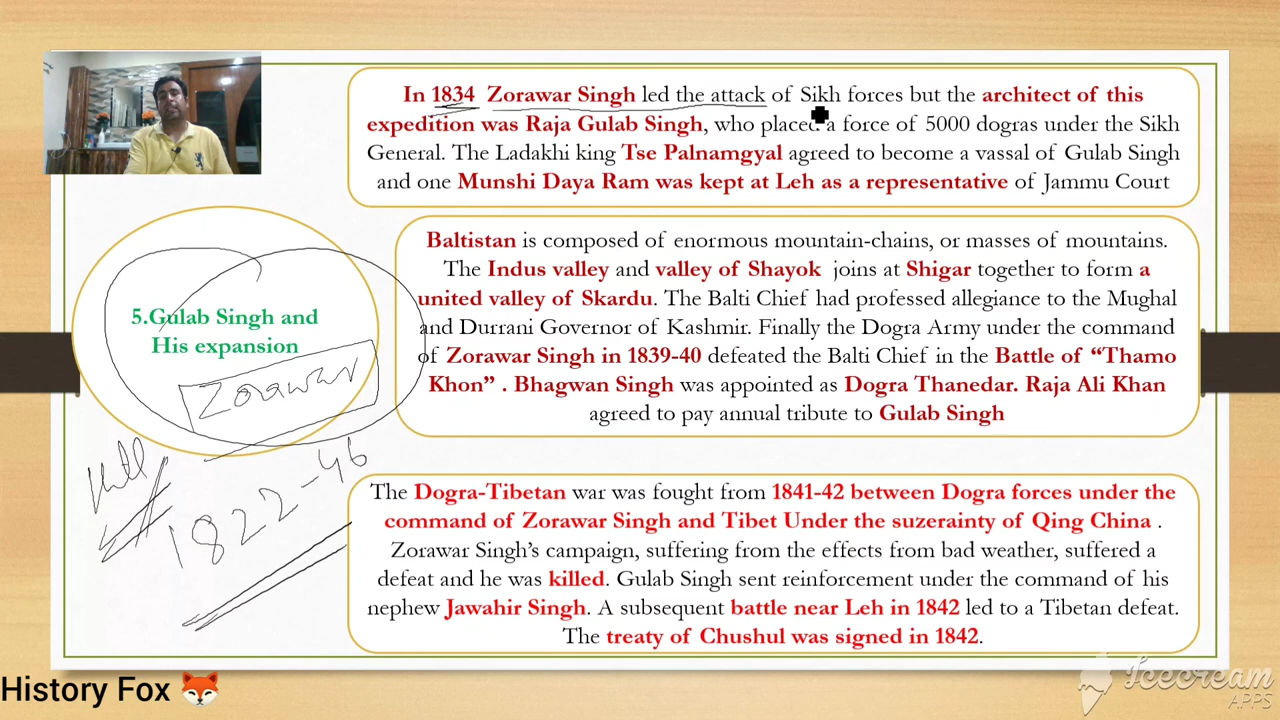 In 1834 Zorawar Singh led the attack of Sikh forces but the architect of this
expedition was Raja Gulab Singh, who placed a force of 5000 dogras under the Sikh
General. The Ladakhi king Tse Palnamgyal agreed to become a vassal of Gulab Singh
and one Munshi Daya Ram was kept at Leh as a representative of Jammu Court
5.Gulab Singh and
His expansion
Zorawar
Hill
1822-46
Baltistan is composed of enormous mountain-chains, or masses of mountains.
The Indus valley and valley of Shayok joins at Shigar together to form a
united valley of Skardu. The Balti Chief had professed allegiance to the Mughal
and Durrani Governor of Kashmir. Finally the Dogra Army under the command
of Zorawar Singh in 1839-40 defeated the Balti Chief in the Battle of “Thamo
Khon” . Bhagwan Singh was appointed as Dogra Thanedar. Raja Ali Khan
agreed to pay annual tribute to Gulab Singh
The Dogra-Tibetan war was fought from 1841-42 between Dogra forces under the
command of Zorawar Singh and Tibet Under the suzerainty of Qing China .
Zorawar Singh’s campaign, suffering from the effects from bad weather, suffered a
defeat and he was killed. Gulab Singh sent reinforcement under the command of his
nephew Jawahir Singh. A subsequent battle near Leh in 1842 led to a Tibetan defeat.
The treaty of Chushul was signed in 1842.
History Fox
Icecream
APPS